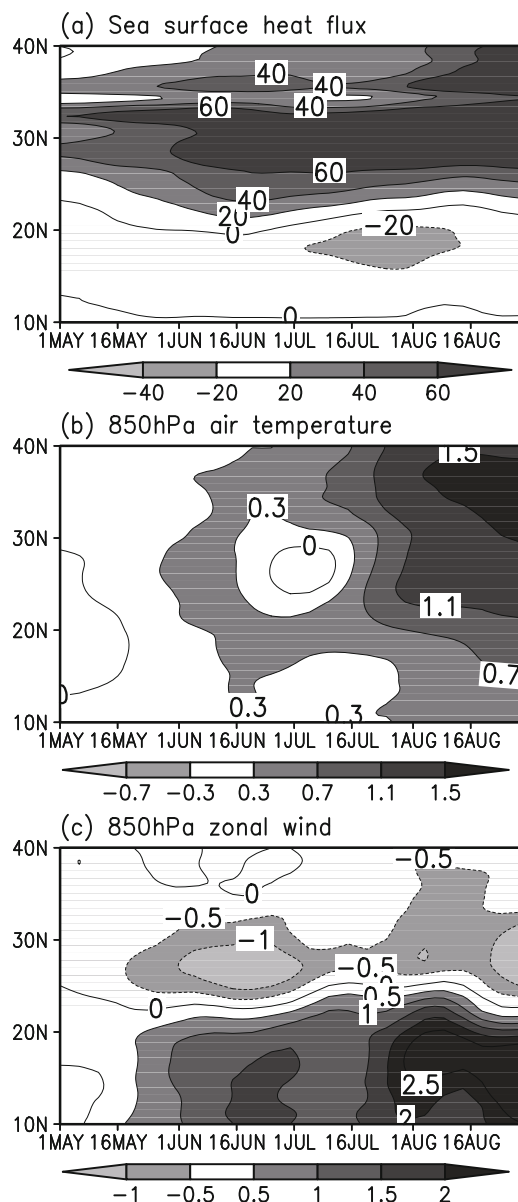 (a) Sea surface heat flux
40N
40
40
60
40
30N
60
40
20
20N
-20
0
0
10N
1MAY 16MAY 1JUN 16JUN 1JUL 16JUL 1AUG 16AUG
-40 -20 20 40 60
(b) 850hPa air temperature
40N
1.5
0.3
30N
0
1.1
20N
0.7
0
0.3
0.3
10N
1MAY 16MAY 1JUN 16JUN 1JUL 16JUL 1AUG 16AUG
-0.7 -0.3 0.3 0.7 1.1 1.5
(c) 850hPa zonal wind
40N
-0.5
0
-0.5
-1
30N
-0.5
0
0.5
0
1
20N
2.5
2
10N
1MAY 16MAY 1JUN 16JUN 1JUL 16JUL 1AUG 16AUG
-1 -0.5 0.5 1 1.5 2